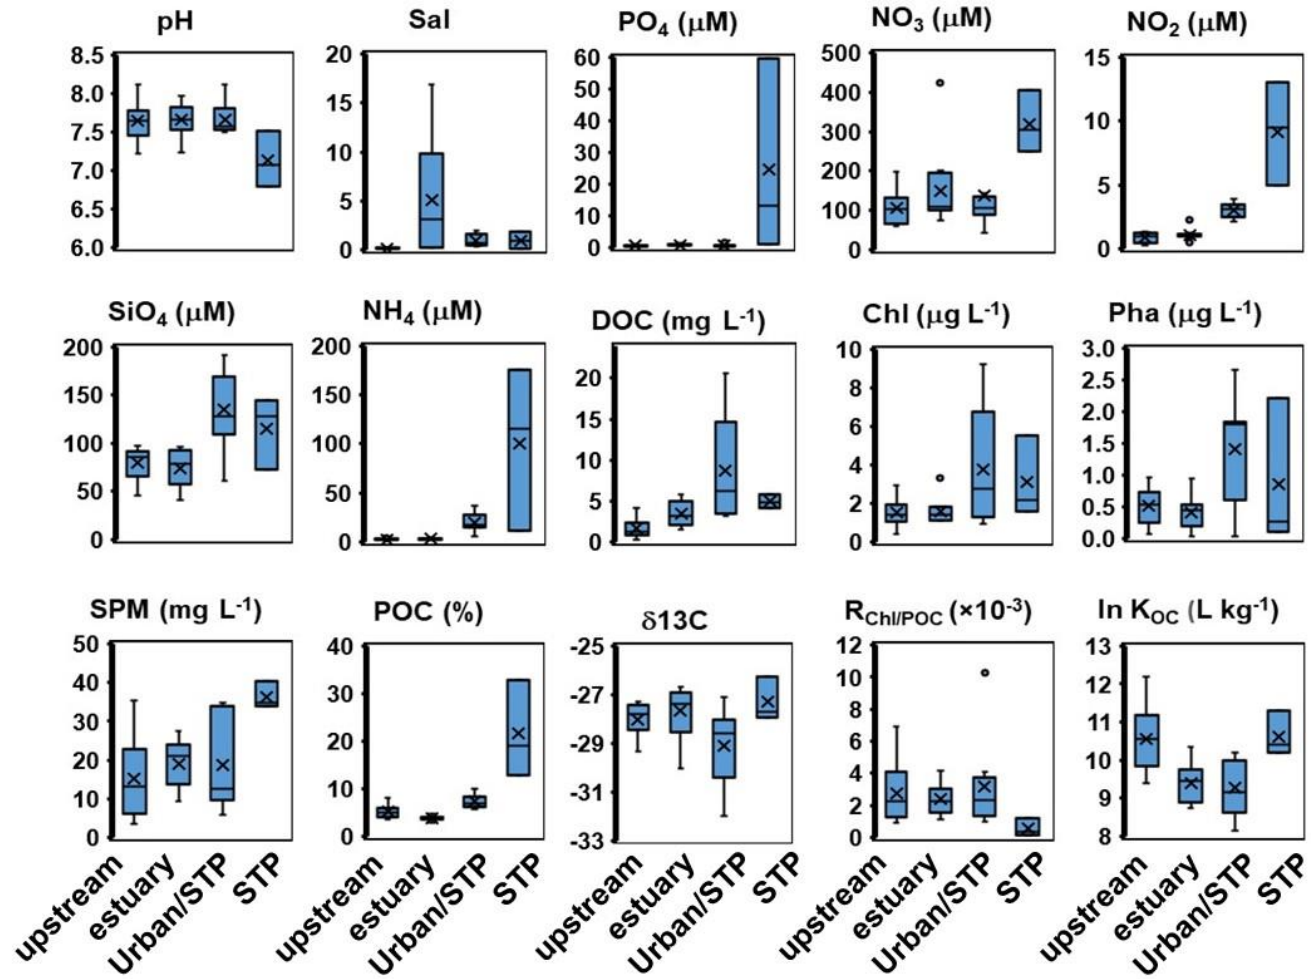 pH
Sal
PO4 (μM)
NO3 (μM)
NO2 (μM)
8.5
8.0
7.5
7.0
6.5
6.0
20
15
10
5
0
60
50
40
30
20
10
0
500
400
300
200
100
0
15
10
5
0
SiO4 (μM)
NH4 (μM)
DOC (mg L-1)
Chl (μg L-1)
Pha (μg L-1)
200
150
100
50
0
200
150
100
50
0
20
15
10
5
0
10
8
6
4
2
0
3.0
2.5
2.0
1.5
1.0
0.5
0.0
SPM (mg L-1)
POC (%)
δ13C
RChl/POC (×10-3)
ln KOC (L kg-1)
50
40
30
20
10
0
40
30
20
10
0
-25
-27
-29
-31
-33
12
10
8
6
4
2
0
13
12
11
10
9
8
upstream
estuary
Urban/STP
STP
upstream
estuary
Urban/STP
STP
upstream
estuary
Urban/STP
STP
upstream
estuary
Urban/STP
STP
upstream
estuary
Urban/STP
STP